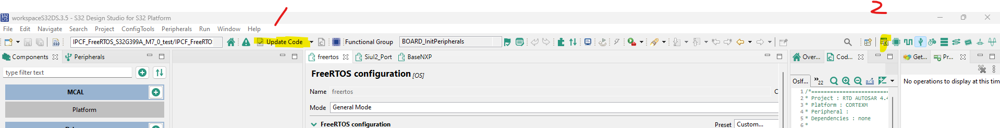 1
2
workspaceS32DS.3.5 - S32 Design Studio for S32 Platform
File Edit Navigate Search Project ConfigTools Peripherals Run Window Help
IPCF_FreeRTOS_S32G399A_M7_0_test/IPCF_FreeRTO
Update Code
Functional Group
BOARD_InitPeripherals
Components
Peripherals
freertos
Siul2_Port
BaseNXP
Over...
Cod...
Get...
Pr...
type filter text
MCAL
Platform
FreeRTOS configuration [OS]
Name freertos
Mode General Mode
FreeRTOS configuration
Preset Custom...
OsIf...
22
1 /*==========================
2 * Project : RTD AUTOSAR 4.4
3 * Platform : CORTEXM
4 * Peripheral :
5 * Dependencies : none
6 *
No operations to display at this tim